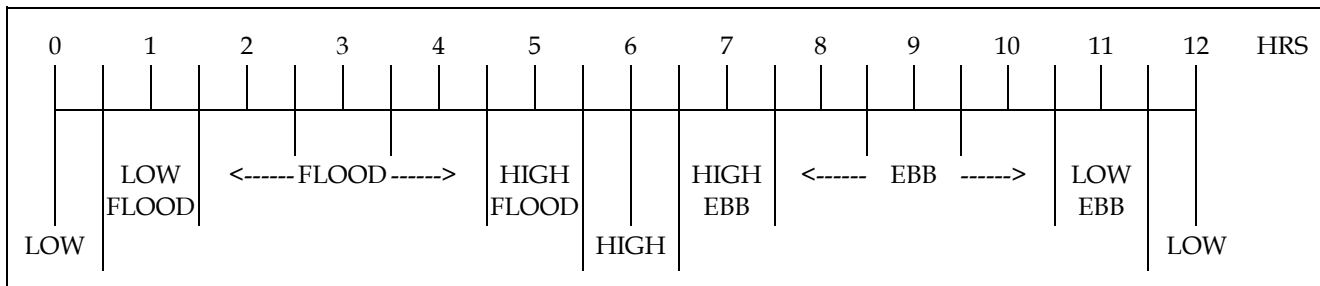 0 1 2 3 4 5 6 7 8 9 10 11 12 HRS
LOW <------FLOOD------> HIGH HIGH <------ EBB ------> LOW
FLOOD FLOOD EBB EBB
LOW HIGH LOW